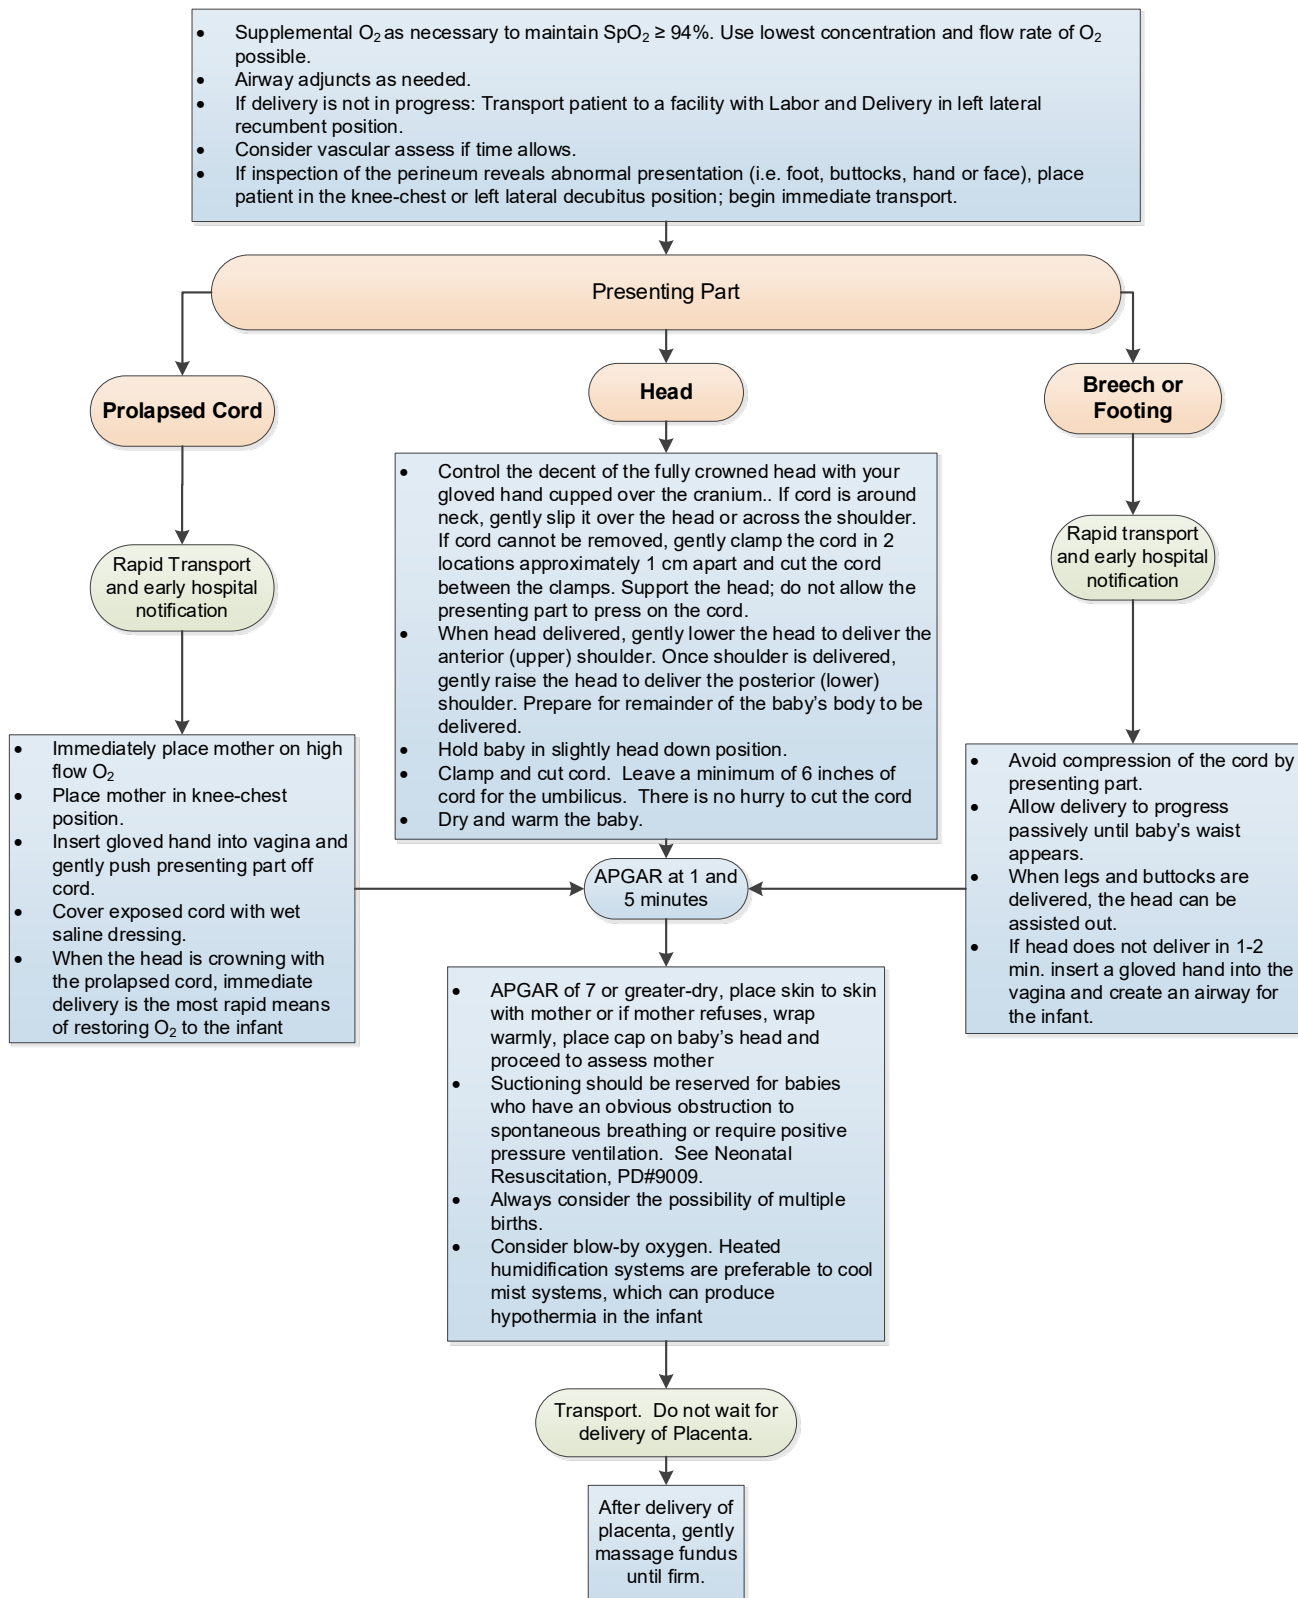 • Supplemental O₂ as necessary to maintain SpO₂ ≥ 94%. Use lowest concentration and flow rate of O₂
possible.
• Airway adjuncts as needed.
• If delivery is not in progress: Transport patient to a facility with Labor and Delivery in left lateral
recumbent position.
• Consider vascular assess if time allows.
• If inspection of the perineum reveals abnormal presentation (i.e. foot, buttocks, hand or face), place
patient in the knee-chest or left lateral decubitus position; begin immediate transport.
Presenting Part
Prolapsed Cord
Rapid Transport
and early hospital
notification
• Immediately place mother on high
flow O₂
• Place mother in knee-chest
position.
• Insert gloved hand into vagina and
gently push presenting part off
cord.
• Cover exposed cord with wet
saline dressing.
• When the head is crowning with
the prolapsed cord, immediate
delivery is the most rapid means
of restoring O₂ to the infant
Head
• Control the decent of the fully crowned head with your
gloved hand cupped over the cranium.. If cord is around
neck, gently slip it over the head or across the shoulder.
If cord cannot be removed, gently clamp the cord in 2
locations approximately 1 cm apart and cut the cord
between the clamps. Support the head; do not allow the
presenting part to press on the cord.
• When head delivered, gently lower the head to deliver the
anterior (upper) shoulder. Once shoulder is delivered,
gently raise the head to deliver the posterior (lower)
shoulder. Prepare for remainder of the baby’s body to be
delivered.
• Hold baby in slightly head down position.
• Clamp and cut cord.  Leave a minimum of 6 inches of
cord for the umbilicus.  There is no hurry to cut the cord
• Dry and warm the baby.
Breech or
Footing
Rapid transport
and early hospital
notification
• Avoid compression of the cord by
presenting part.
• Allow delivery to progress
passively until baby’s waist
appears.
• When legs and buttocks are
delivered, the head can be
assisted out.
• If head does not deliver in 1-2
min. insert a gloved hand into the
vagina and create an airway for
the infant.
APGAR at 1 and
5 minutes
• APGAR of 7 or greater-dry, place skin to skin
with mother or if mother refuses, wrap
warmly, place cap on baby’s head and
proceed to assess mother
• Suctioning should be reserved for babies
who have an obvious obstruction to
spontaneous breathing or require positive
pressure ventilation.  See Neonatal
Resuscitation, PD#9009.
• Always consider the possibility of multiple
births.
• Consider blow-by oxygen. Heated
humidification systems are preferable to cool
mist systems, which can produce
hypothermia in the infant
Transport.  Do not wait for
delivery of Placenta.
After delivery of
placenta, gently
massage fundus
until firm.